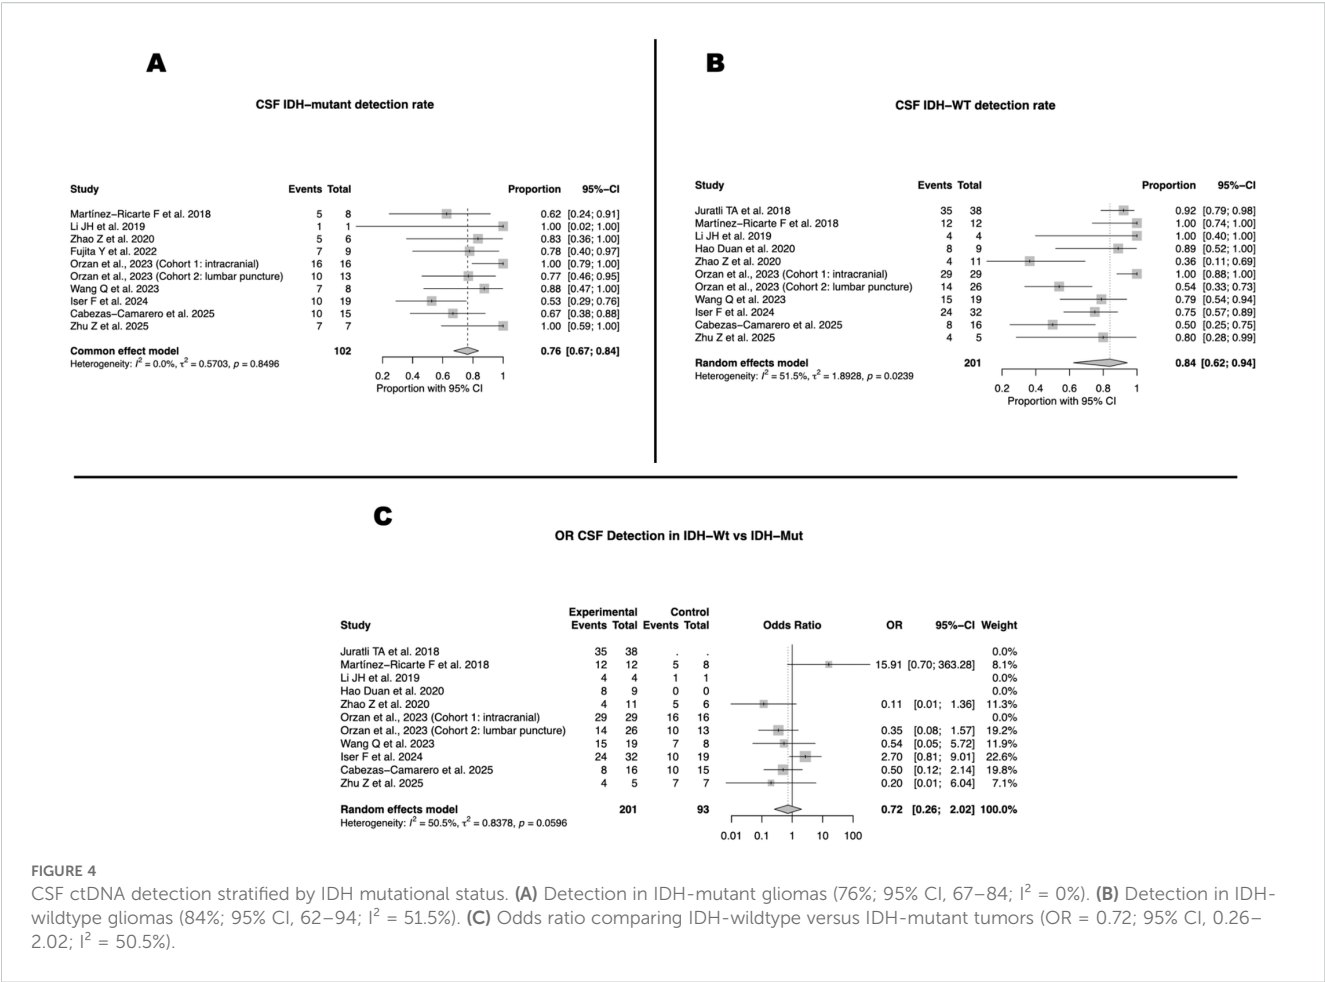 A
CSF IDH–mutant detection rate
Study Events Total Proportion 95%–CI
Martínez–Ricarte F et al. 2018 5 8 0.62 [0.24; 0.91]
Li JH et al. 2019 1 1 1.00 [0.02; 1.00]
Zhao Z et al. 2020 5 6 0.83 [0.36; 1.00]
Fujita Y et al. 2022 7 9 0.78 [0.40; 0.97]
Orzan et al., 2023 (Cohort 1: intracranial) 16 16 1.00 [0.79; 1.00]
Orzan et al., 2023 (Cohort 2: lumbar puncture) 10 13 0.77 [0.46; 0.95]
Wang Q et al. 2023 7 8 0.88 [0.47; 1.00]
Iser F et al. 2024 10 19 0.53 [0.29; 0.76]
Cabezas–Camarero et al. 2025 10 15 0.67 [0.38; 0.88]
Zhu Z et al. 2025 7 7 1.00 [0.59; 1.00]
Common effect model 102 0.76 [0.67; 0.84]
Heterogeneity: I² = 0.0%, τ² = 0.5703, p = 0.8496
0.2 0.4 0.6 0.8 1
Proportion with 95% CI
B
CSF IDH–WT detection rate
Study Events Total Proportion 95%–CI
Juratli TA et al. 2018 35 38 0.92 [0.79; 0.98]
Martínez–Ricarte F et al. 2018 12 12 1.00 [0.74; 1.00]
Li JH et al. 2019 4 4 1.00 [0.40; 1.00]
Hao Duan et al. 2020 8 9 0.89 [0.52; 1.00]
Zhao Z et al. 2020 4 11 0.36 [0.11; 0.69]
Orzan et al., 2023 (Cohort 1: intracranial) 29 29 1.00 [0.88; 1.00]
Orzan et al., 2023 (Cohort 2: lumbar puncture) 14 26 0.54 [0.33; 0.73]
Wang Q et al. 2023 15 19 0.79 [0.54; 0.94]
Iser F et al. 2024 24 32 0.75 [0.57; 0.89]
Cabezas–Camarero et al. 2025 8 16 0.50 [0.25; 0.75]
Zhu Z et al. 2025 4 5 0.80 [0.28; 0.99]
Random effects model 201 0.84 [0.62; 0.94]
Heterogeneity: I² = 51.5%, τ² = 1.8928, p = 0.0239
0.2 0.4 0.6 0.8 1
Proportion with 95% CI
C
OR CSF Detection in IDH–Wt vs IDH–Mut
Experimental Control
Study Events Total Events Total Odds Ratio OR 95%–CI Weight
Juratli TA et al. 2018 35 38 . . 0.0%
Martínez–Ricarte F et al. 2018 12 12 5 8 15.91 [0.70; 363.28] 8.1%
Li JH et al. 2019 4 4 1 1 0.0%
Hao Duan et al. 2020 8 9 0 0 0.0%
Zhao Z et al. 2020 4 11 5 6 0.11 [0.01; 1.36] 11.3%
Orzan et al., 2023 (Cohort 1: intracranial) 29 29 16 16 0.0%
Orzan et al., 2023 (Cohort 2: lumbar puncture) 14 26 10 13 0.35 [0.08; 1.57] 19.2%
Wang Q et al. 2023 15 19 7 8 0.54 [0.05; 5.72] 11.9%
Iser F et al. 2024 24 32 10 19 2.70 [0.81; 9.01] 22.6%
Cabezas–Camarero et al. 2025 8 16 10 15 0.50 [0.12; 2.14] 19.8%
Zhu Z et al. 2025 4 5 7 7 0.20 [0.01; 6.04] 7.1%
Random effects model 201 93 0.72 [0.26; 2.02] 100.0%
Heterogeneity: I² = 50.5%, τ² = 0.8378, p = 0.0596
0.01 0.1 1 10 100
FIGURE 4
CSF ctDNA detection stratified by IDH mutational status. (A) Detection in IDH-mutant gliomas (76%; 95% CI, 67–84; I² = 0%). (B) Detection in IDH-
wildtype gliomas (84%; 95% CI, 62–94; I² = 51.5%). (C) Odds ratio comparing IDH-wildtype versus IDH-mutant tumors (OR = 0.72; 95% CI, 0.26–
2.02; I² = 50.5%).